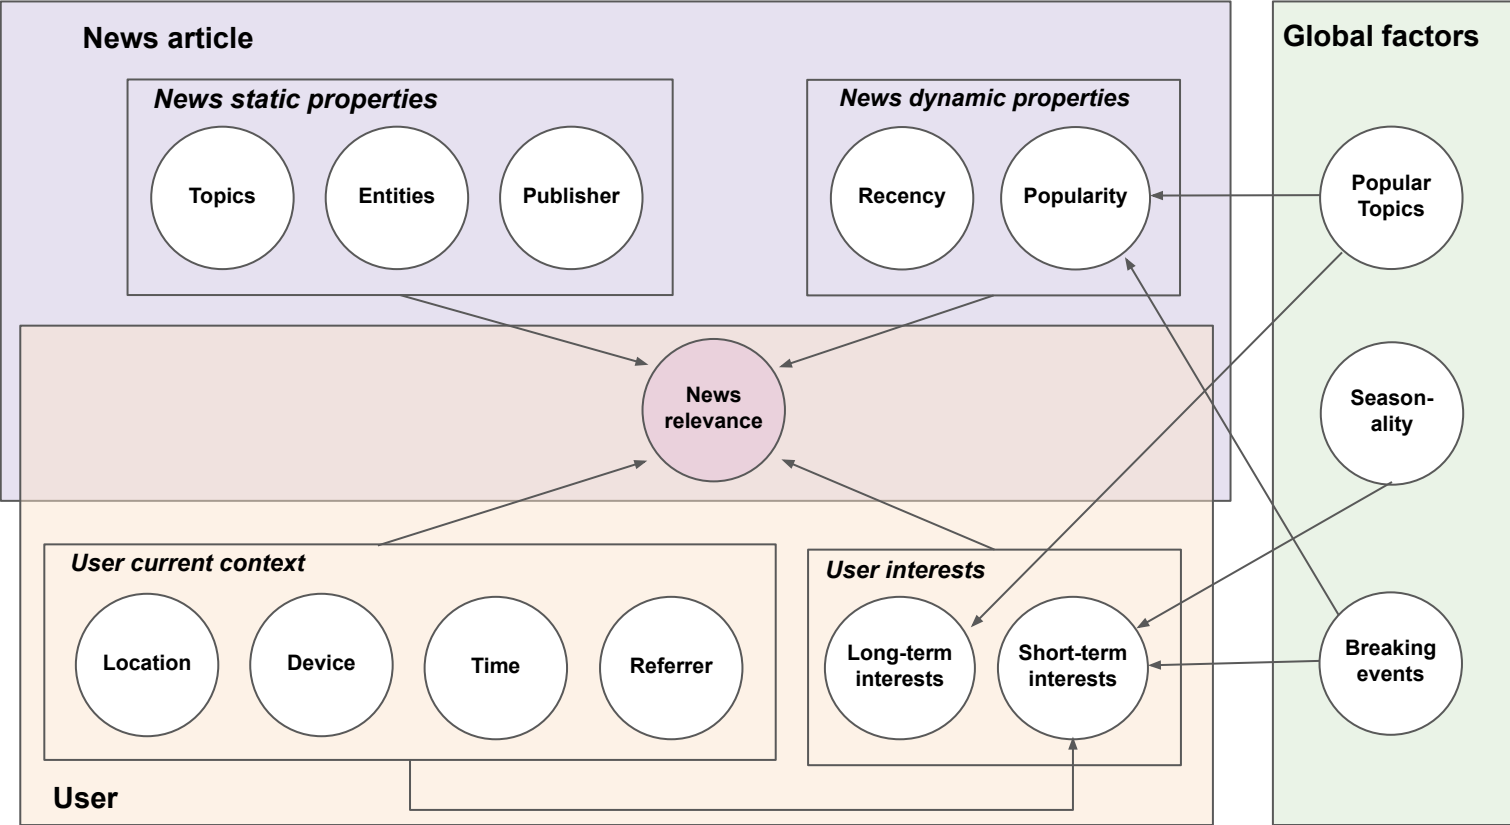 News article
Global factors
News static properties
News dynamic properties
Topics
Entities
Publisher
Recency
Popularity
Popular
Topics
News
relevance
Season-
ality
User current context
User interests
Location
Device
Time
Referrer
Long-term
interests
Short-term
interests
Breaking
events
User